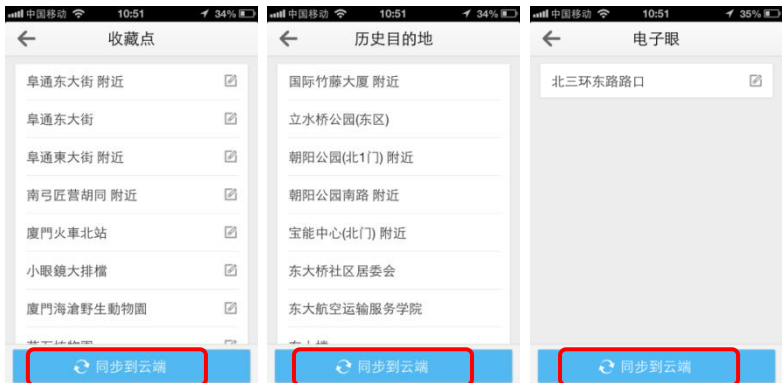 中国移动 10:51 34%
收藏点
阜通东大街 附近
阜通东大街
阜通東大街 附近
南弓匠营胡同 附近
廈門火車北站
小眼鏡大排檔
廈門海滄野生動物園
同步到云端
中国移动 10:51 34%
历史目的地
国际竹藤大厦 附近
立水桥公园(东区)
朝阳公园(北1门) 附近
朝阳公园南路 附近
宝能中心(北门) 附近
东大桥社区居委会
东大航空运输服务学院
同步到云端
中国移动 10:51 35%
电子眼
北三环东路路口
同步到云端